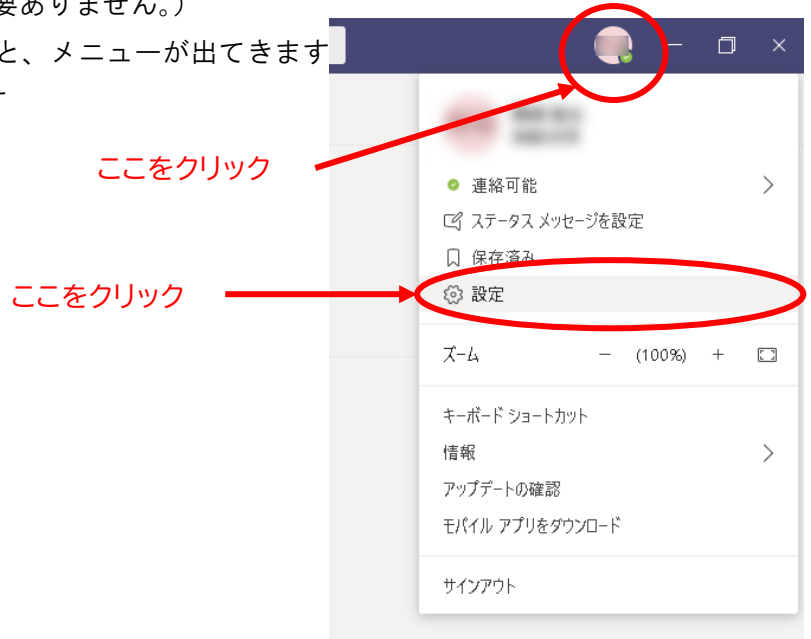 要ありません。)
と、メニューが出てきます
ここをクリック
連絡可能
ステータス メッセージを設定
保存済み
ここをクリック
設定
ズーム － (100%) +
キーボード ショートカット
情報
アップデートの確認
モバイル アプリをダウンロード
サインアウト